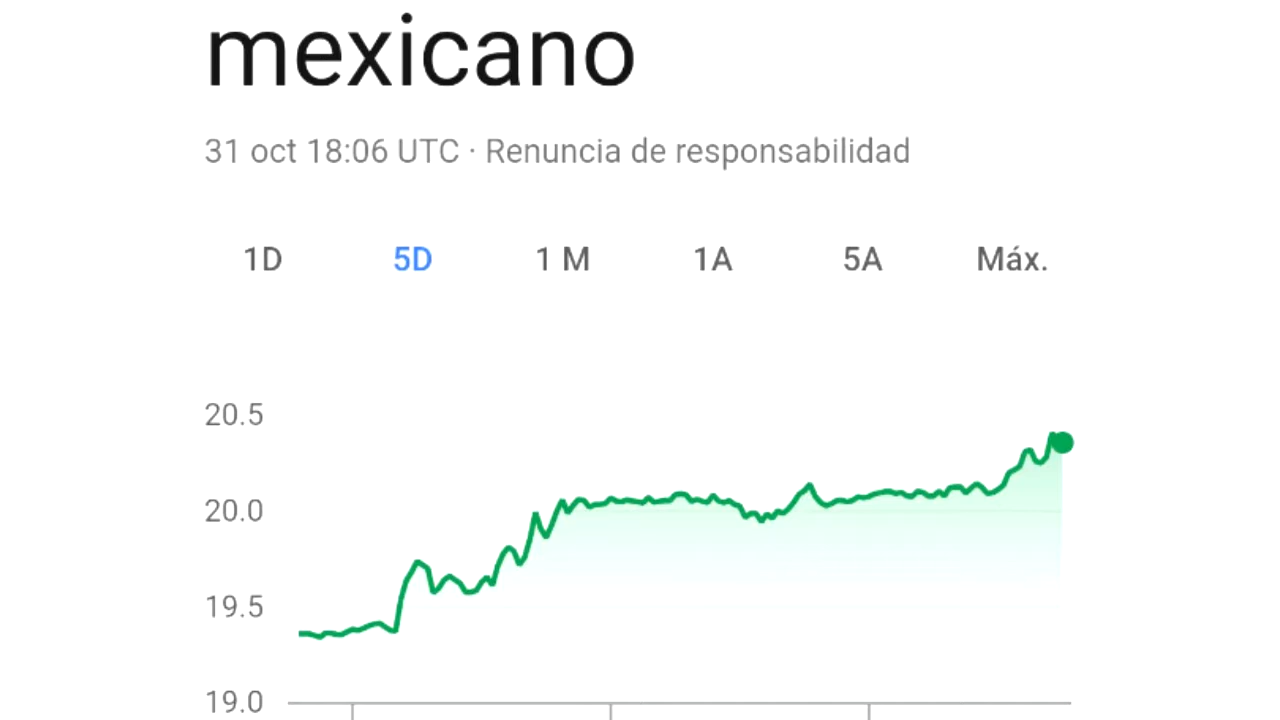 mexicano
31 oct 18:06 UTC · Renuncia de responsabilidad
1D 5D 1 M 1A 5A Máx.
20.5
20.0
19.5
19.0